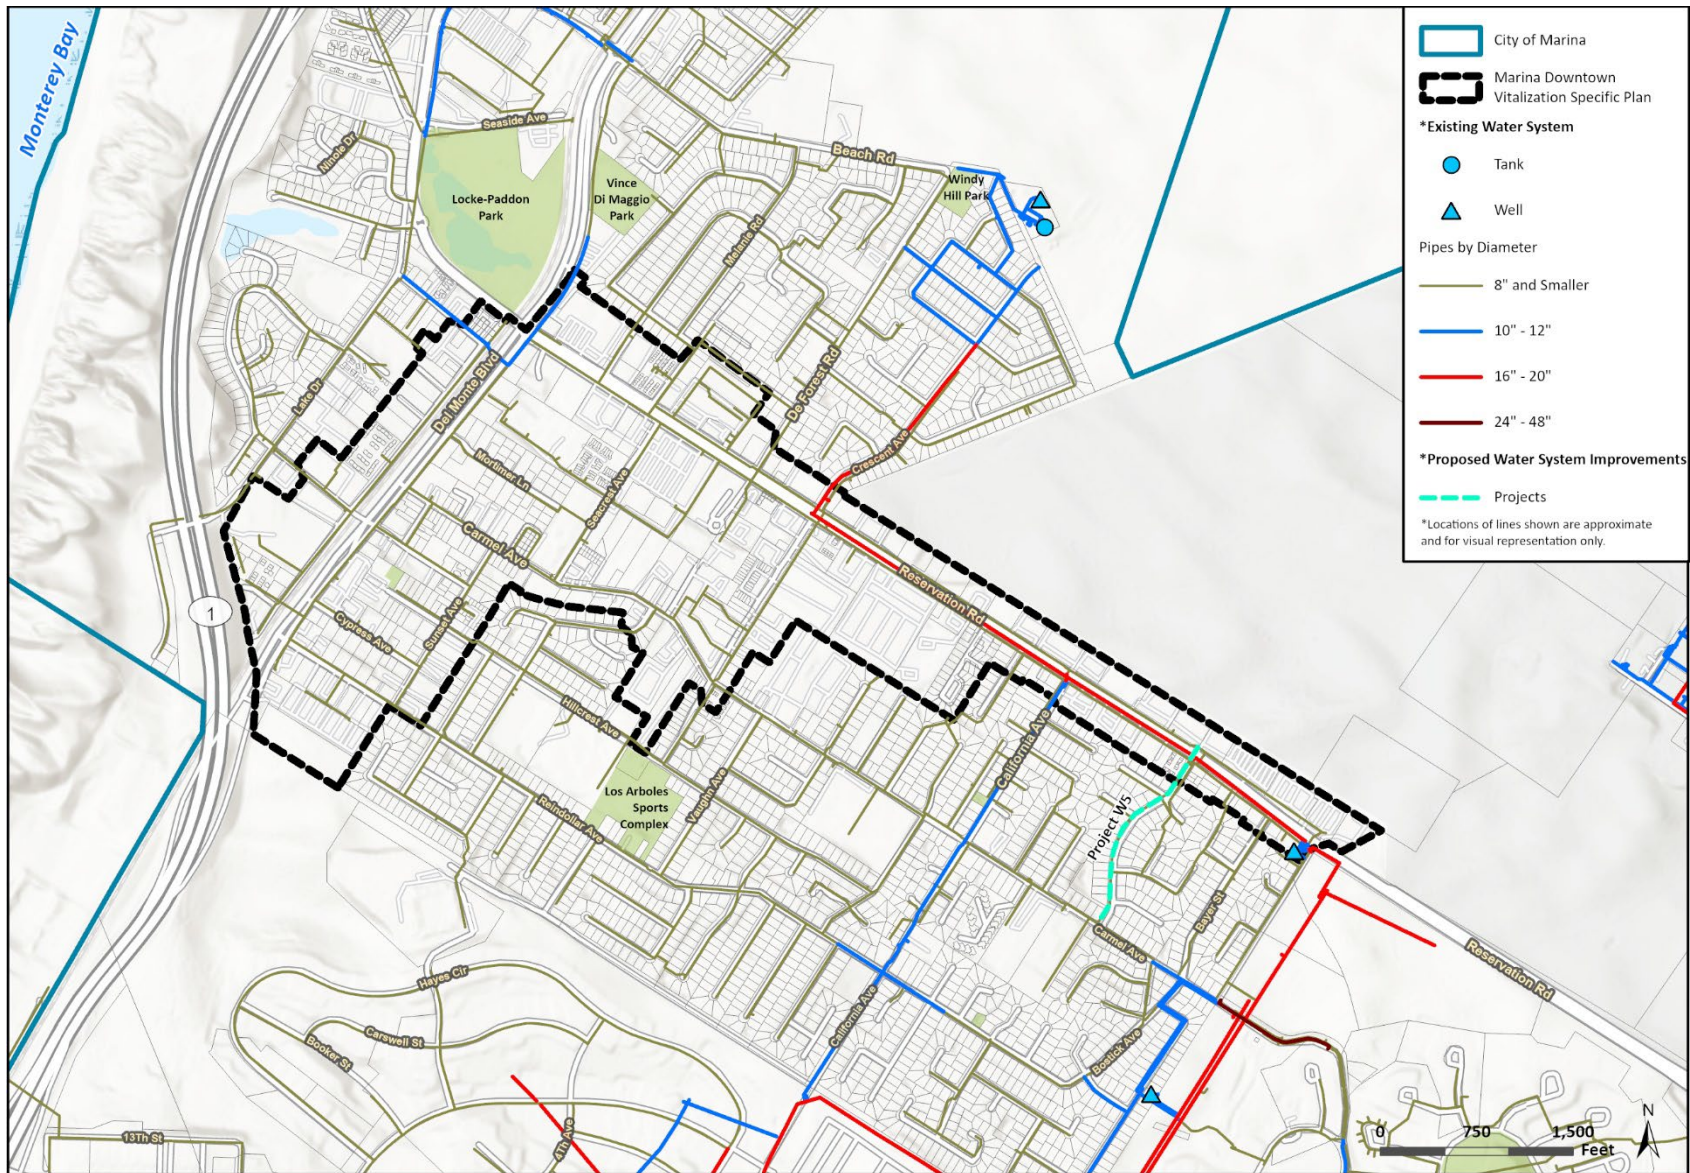 Monterey Bay
Seaside Ave
Ninole Dr
Beach Rd
Locke-Paddon
Park
Vince
Di Maggio
Park
Windy
Hill Park
Melanie Rd
De Forest Rd
Lake Dr
Del Monte Blvd
Crescent Ave
Mortimer Ln
Seacrest Ave
Carmel Ave
Reservation Rd
1
Cypress Ave
Sunset Ave
Hillcrest Ave
California Ave
Los Arboles
Sports
Complex
Vaughn Ave
Reindollar Ave
Project W5
Bayer St
Carmel Ave
Reservation Rd
Hayes Cir
Carswell St
Booker St
California Ave
Bostick Ave
13Th St
4Th Ave
City of Marina
Marina Downtown
Vitalization Specific Plan
*Existing Water System
Tank
Well
Pipes by Diameter
8" and Smaller
10" - 12"
16" - 20"
24" - 48"
*Proposed Water System Improvements
Projects
*Locations of lines shown are approximate
and for visual representation only.
N
0 750 1,500
Feet